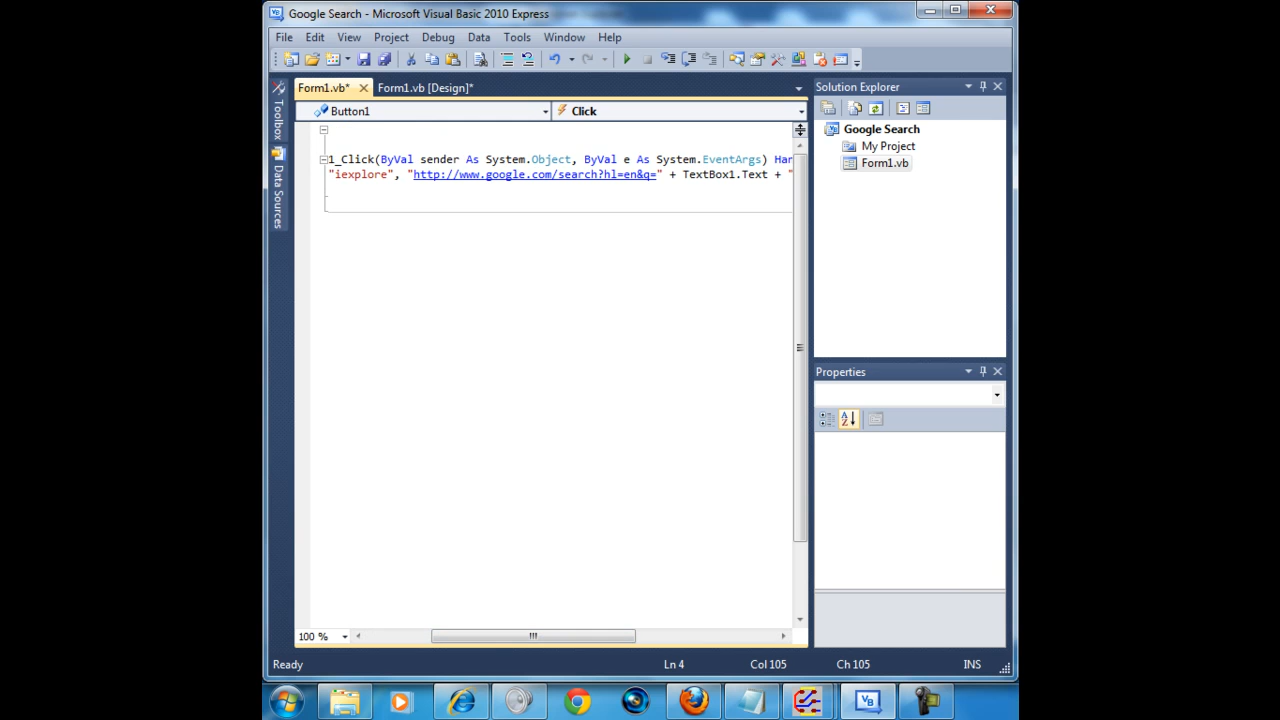 Google Search - Microsoft Visual Basic 2010 Express
File Edit View Project Debug Data Tools Window Help
Form1.vb* Form1.vb [Design]*
Button1 Click
1_Click(ByVal sender As System.Object, ByVal e As System.EventArgs) Han
"iexplore", "http://www.google.com/search?hl=en&q=" + TextBox1.Text + "
100 %
Toolbox
Data Sources
Solution Explorer
Google Search
My Project
Form1.vb
Properties
Ready Ln 4 Col 105 Ch 105 INS